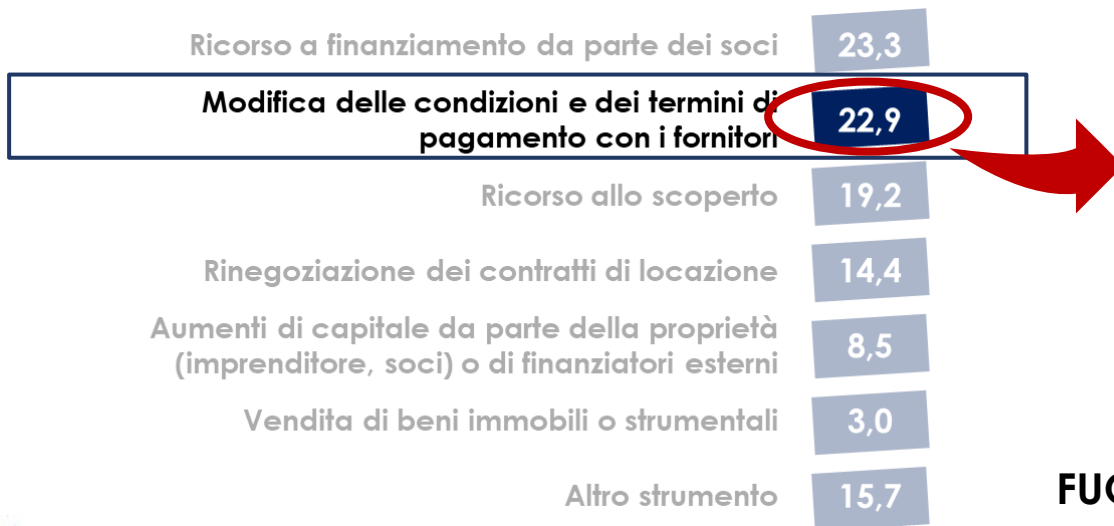 Ricorso a finanziamento da parte dei soci 23,3
Modifica delle condizioni e dei termini di
pagamento con i fornitori 22,9
Ricorso allo scoperto 19,2
Rinegoziazione dei contratti di locazione 14,4
Aumenti di capitale da parte della proprietà
(imprenditore, soci) o di finanziatori esterni 8,5
Vendita di beni immobili o strumentali 3,0
Altro strumento 15,7